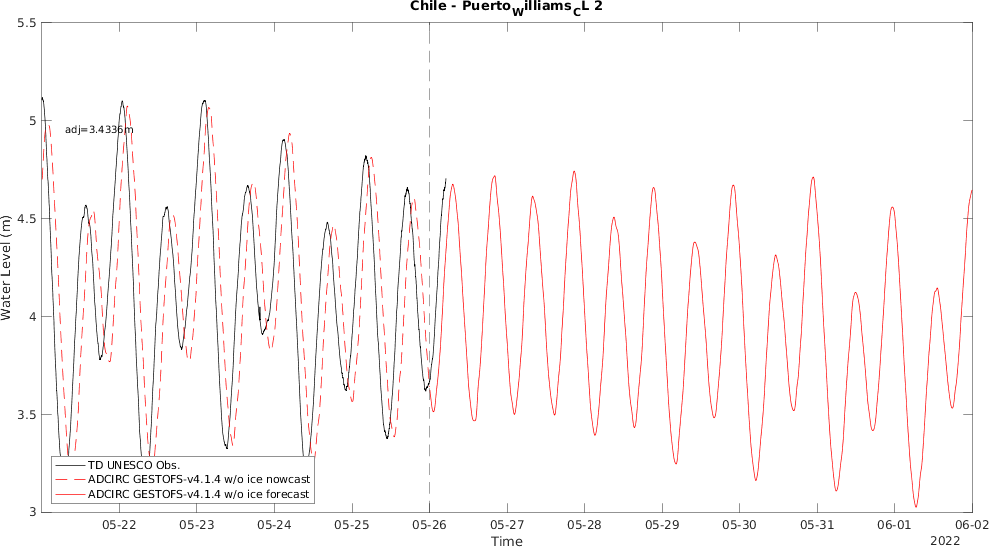 Chile - PuertoWilliamsCL 2
5.5
5
4.5
4
3.5
3
Water Level (m)
adj=3.4336m
TD UNESCO Obs.
ADCIRC GESTOFS-v4.1.4 w/o ice nowcast
ADCIRC GESTOFS-v4.1.4 w/o ice forecast
05-22 05-23 05-24 05-25 05-26 05-27 05-28 05-29 05-30 05-31 06-01 06-02
Time
2022